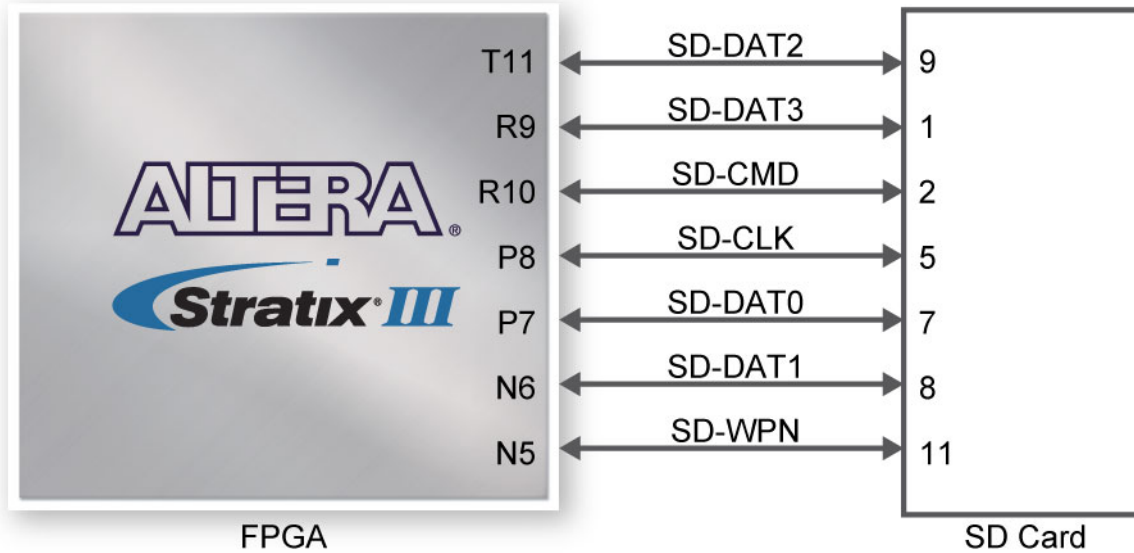 T11 SD-DAT2 9
R9 SD-DAT3 1
R10 SD-CMD 2
P8 SD-CLK 5
P7 SD-DAT0 7
N6 SD-DAT1 8
N5 SD-WPN 11
ALTERA®
Stratix® III
FPGA
SD Card